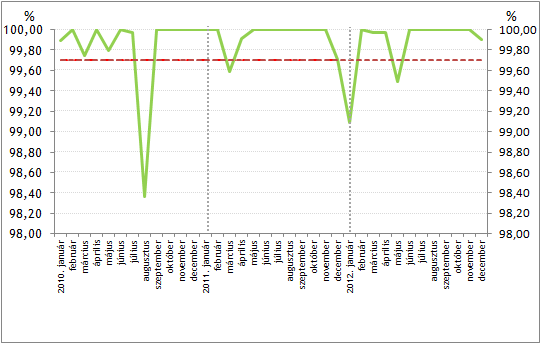 % %
100,00 100,00
99,80 99,80
99,60 99,60
99,40 99,40
99,20 99,20
99,00 99,00
98,80 98,80
98,60 98,60
98,40 98,40
98,20 98,20
98,00 98,00
2010. január
február
március
április
május
június
július
augusztus
szeptember
október
november
december
2011. január
február
március
április
május
június
július
augusztus
szeptember
október
november
december
2012. január
február
március
április
május
június
július
augusztus
szeptember
október
november
december